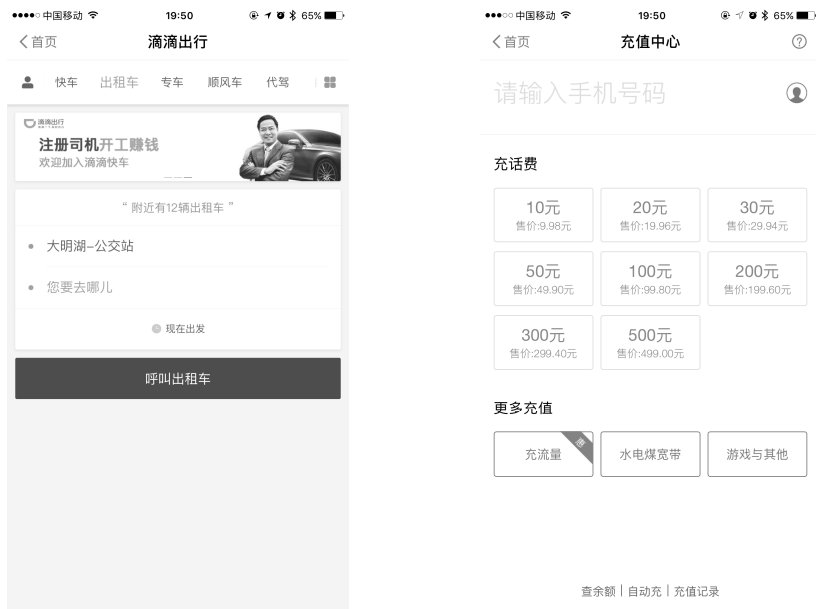 中国移动 19:50 65%
首页 滴滴出行
快车 出租车 专车 顺风车 代驾
滴滴出行
注册司机开工赚钱
欢迎加入滴滴快车
“ 附近有12辆出租车 ”
大明湖-公交站
您要去哪儿
现在出发
呼叫出租车
中国移动 19:50 65%
首页 充值中心 ?
请输入手机号码
充话费
10元 20元 30元
售价:9.98元 售价:19.96元 售价:29.94元
50元 100元 200元
售价:49.90元 售价:99.80元 售价:199.60元
300元 500元
售价:299.40元 售价:499.00元
更多充值
充流量 惠 水电煤宽带 游戏与其他
查余额 | 自动充 | 充值记录